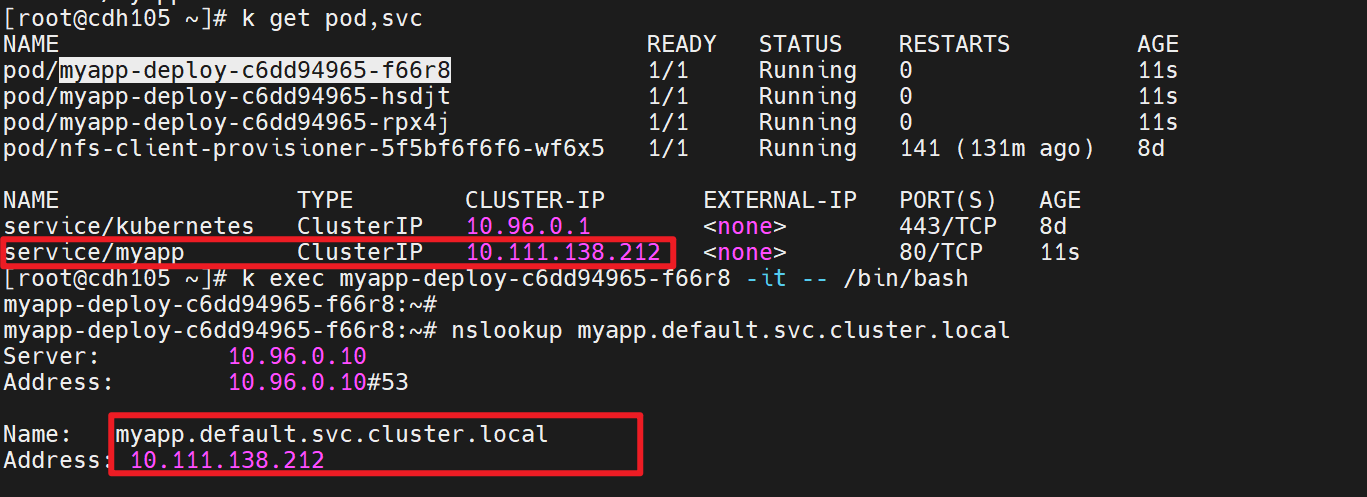 [root@cdh105 ~]# k get pod,svc
NAME READY STATUS RESTARTS AGE
pod/myapp-deploy-c6dd94965-f66r8 1/1 Running 0 11s
pod/myapp-deploy-c6dd94965-hsdjt 1/1 Running 0 11s
pod/myapp-deploy-c6dd94965-rpx4j 1/1 Running 0 11s
pod/nfs-client-provisioner-5f5bf6f6f6-wf6x5 1/1 Running 141 (131m ago) 8d
NAME TYPE CLUSTER-IP EXTERNAL-IP PORT(S) AGE
service/kubernetes ClusterIP 10.96.0.1 <none> 443/TCP 8d
service/myapp ClusterIP 10.111.138.212 <none> 80/TCP 11s
[root@cdh105 ~]# k exec myapp-deploy-c6dd94965-f66r8 -it -- /bin/bash
myapp-deploy-c6dd94965-f66r8:~#
myapp-deploy-c6dd94965-f66r8:~# nslookup myapp.default.svc.cluster.local
Server: 10.96.0.10
Address: 10.96.0.10#53
Name: myapp.default.svc.cluster.local
Address: 10.111.138.212